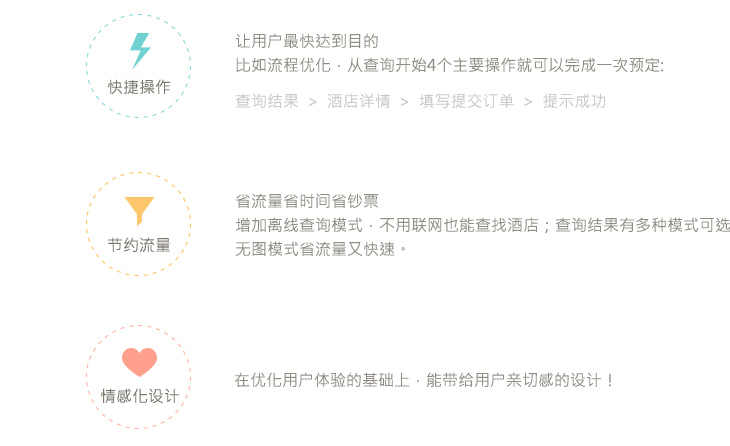 让用户最快达到目的
比如流程优化，从查询开始4个主要操作就可以完成一次预定:
快捷操作
查询结果 > 酒店详情 > 填写提交订单 > 提示成功
省流量省时间省钞票
增加离线查询模式，不用联网也能查找酒店；查询结果有多种模式可选
节约流量
无图模式省流量又快速。
在优化用户体验的基础上，能带给用户亲切感的设计！
情感化设计